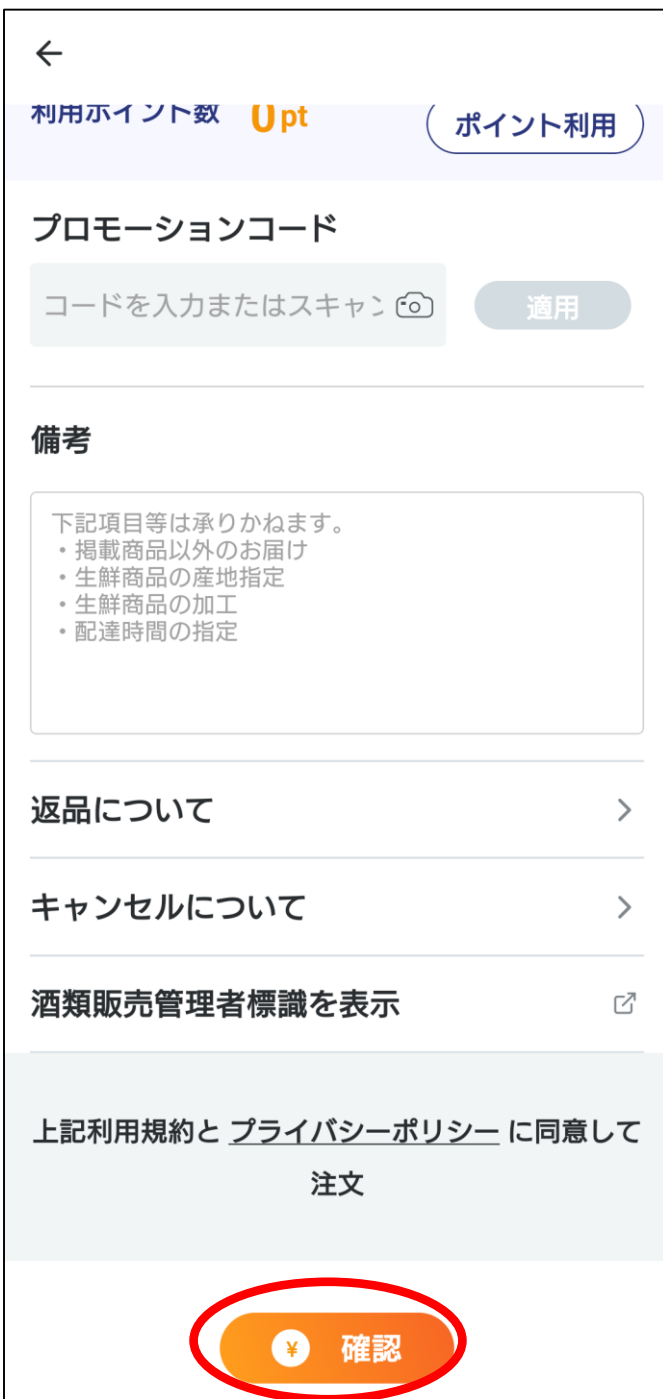 利用ポイント数 0pt ポイント利用
プロモーションコード
コードを入力またはスキャン 適用
備考
下記項目等は承りかねます。
・掲載商品以外のお届け
・生鮮商品の産地指定
・生鮮商品の加工
・配達時間の指定
返品について
キャンセルについて
酒類販売管理者標識を表示
上記利用規約と プライバシーポリシー に同意して
注文
¥ 確認